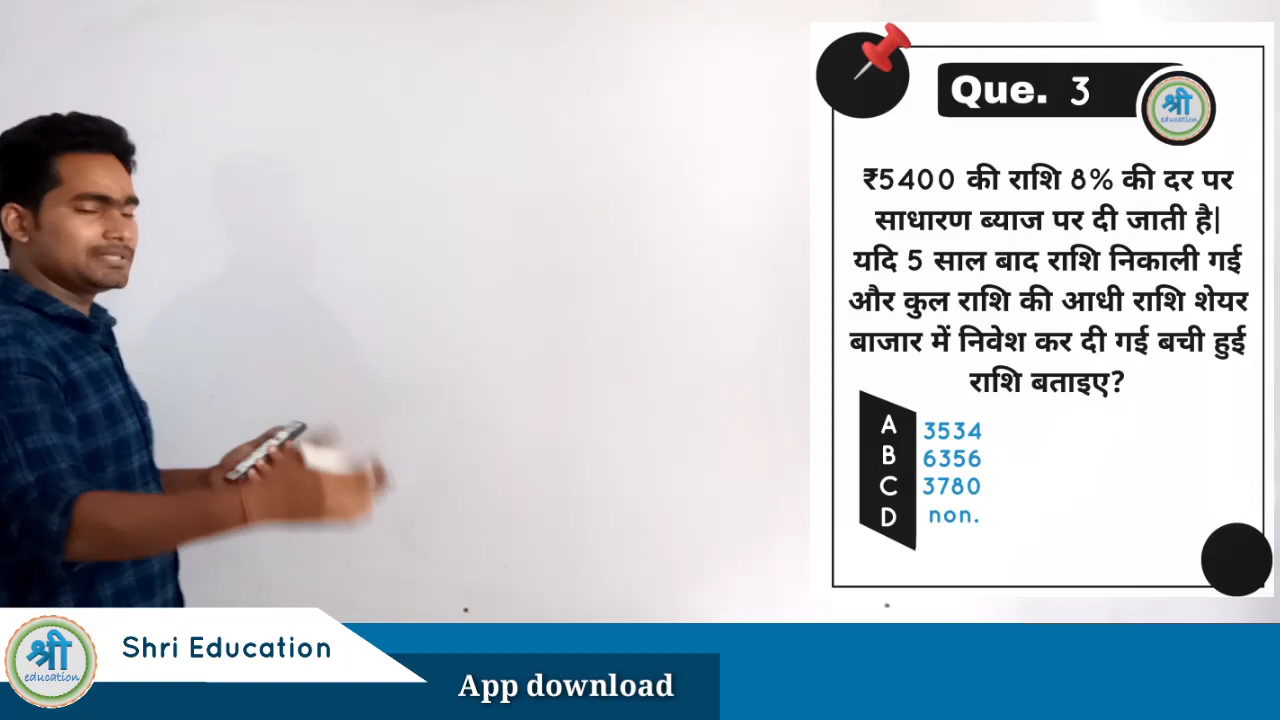 Que. 3
श्री
education
₹5400 की राशि 8% की दर पर
साधारण ब्याज पर दी जाती है|
यदि 5 साल बाद राशि निकाली गई
और कुल राशि की आधी राशि शेयर
बाजार में निवेश कर दी गई बची हुई
राशि बताइए?
A 3534
B 6356
C 3780
D non.
श्री
education
Shri Education
App download